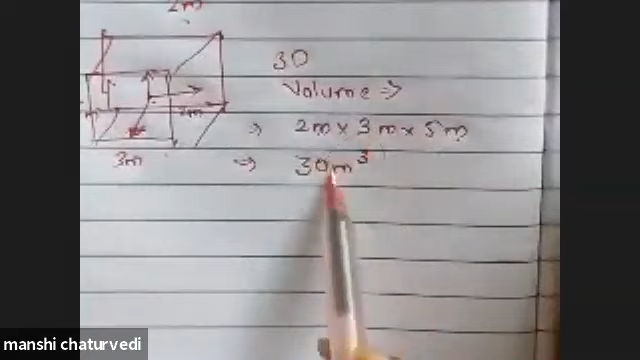 2m
30
Volume ⇒
⇒ 2m × 3m × 5m
3m
⇒ 30m³
manshi chaturvedi